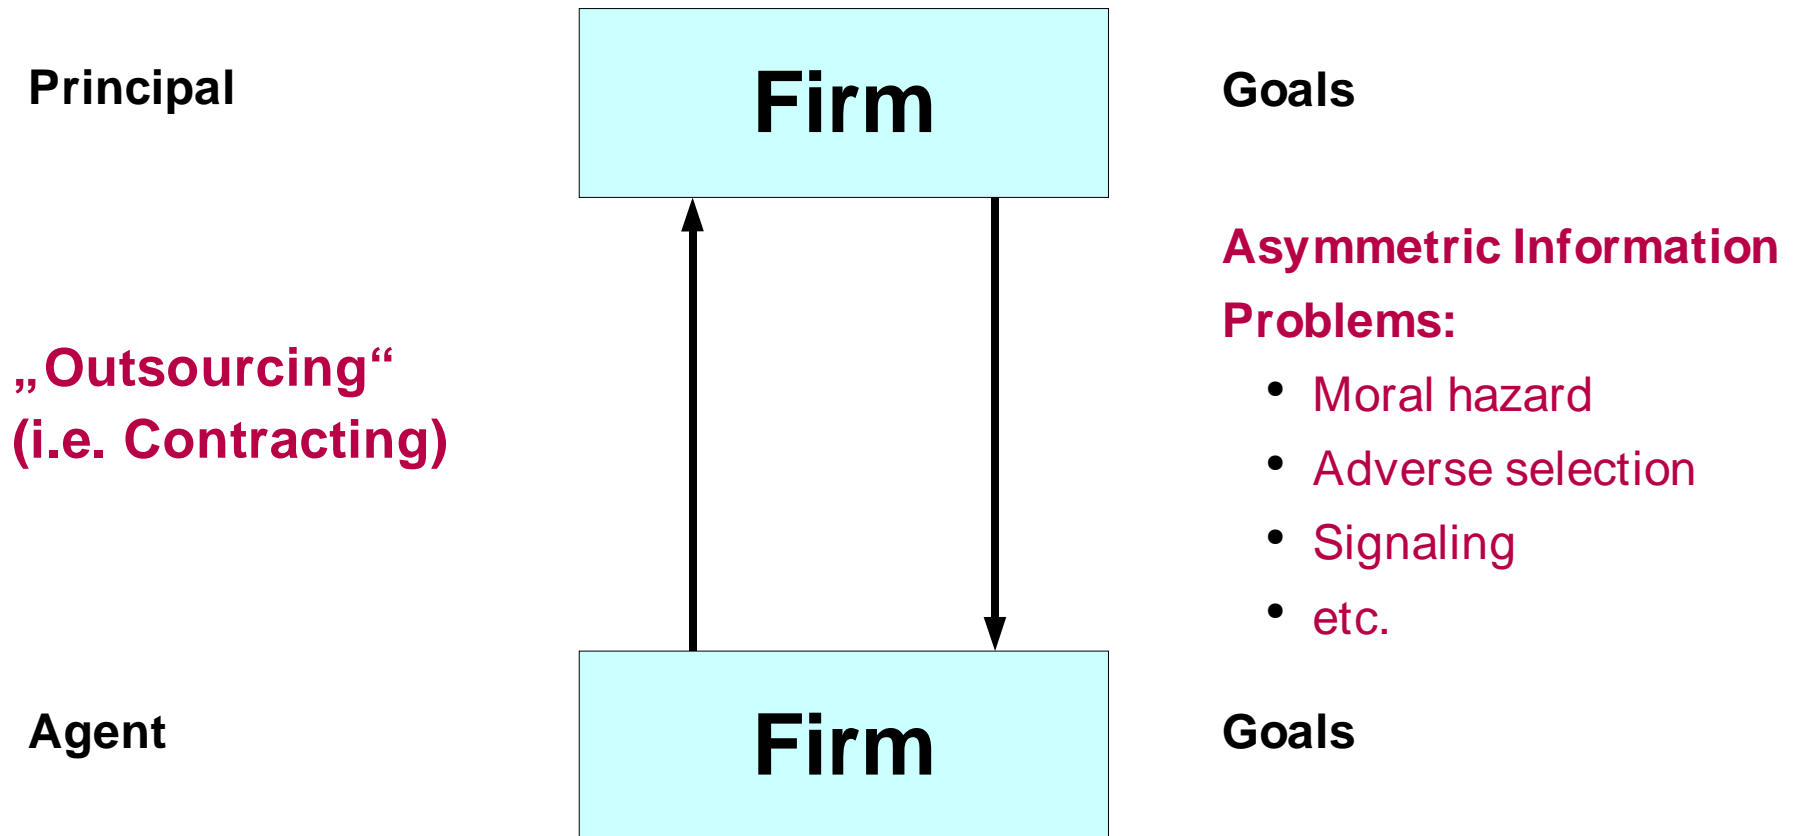 Principal
Firm
Goals
Asymmetric Information
Problems:
„Outsourcing“
(i.e. Contracting)
• Moral hazard
• Adverse selection
• Signaling
• etc.
Agent
Firm
Goals